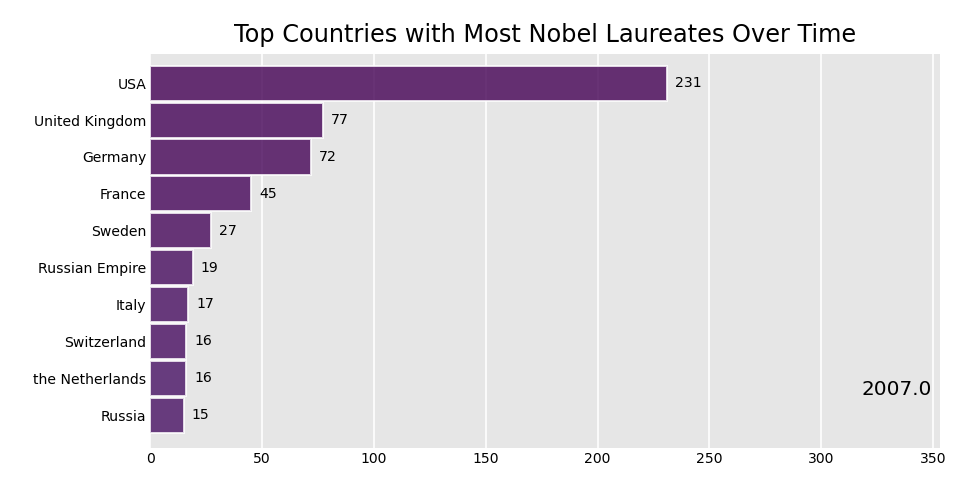 Top Countries with Most Nobel Laureates Over Time
USA 231
United Kingdom 77
Germany 72
France 45
Sweden 27
Russian Empire 19
Italy 17
Switzerland 16
the Netherlands 16
2007.0
Russia 15
0 50 100 150 200 250 300 350